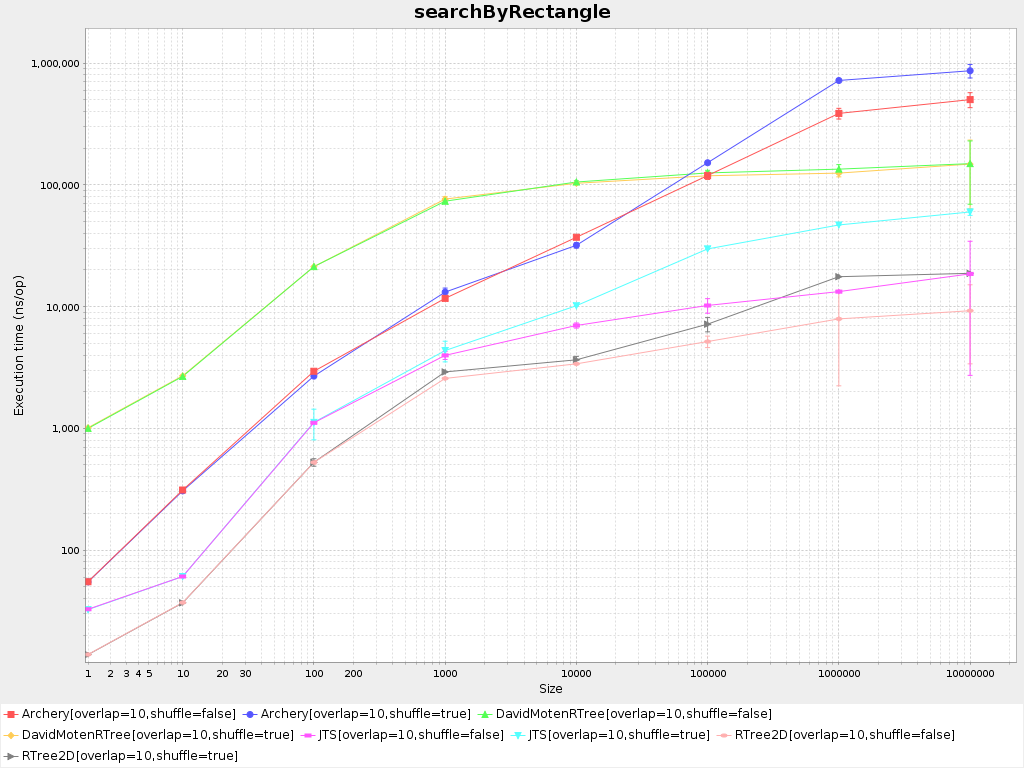 searchByRectangle
1,000,000
100,000
10,000
1,000
100
Execution time (ns/op)
1 2 3 4 5 10 20 30 100 200 1000 10000 100000 1000000 10000000
Size
Archery[overlap=10,shuffle=false] Archery[overlap=10,shuffle=true] DavidMotenRTree[overlap=10,shuffle=false]
DavidMotenRTree[overlap=10,shuffle=true] JTS[overlap=10,shuffle=false] JTS[overlap=10,shuffle=true] RTree2D[overlap=10,shuffle=false]
RTree2D[overlap=10,shuffle=true]